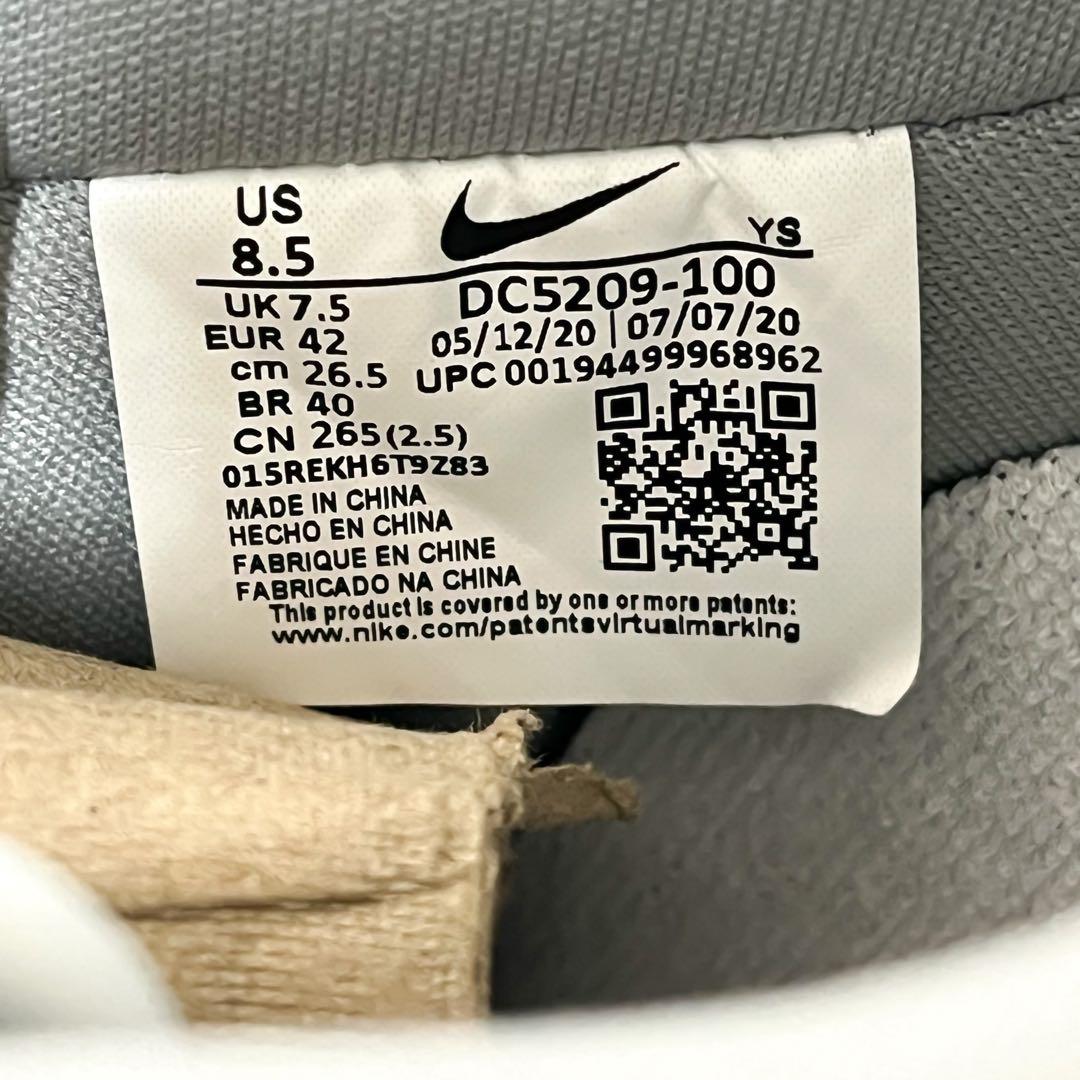 US
8.5
YS
UK 7.5
DC5209-100
EUR 42
05/12/20 | 07/07/20
cm 26.5
UPC 00194499968962
BR 40
CN 265(2.5)
015REKH6T9Z83
MADE IN CHINA
HECHO EN CHINA
FABRIQUE EN CHINE
FABRICADO NA CHINA
This product is covered by one or more patents:
www.nike.com/patentsvirtualmarking